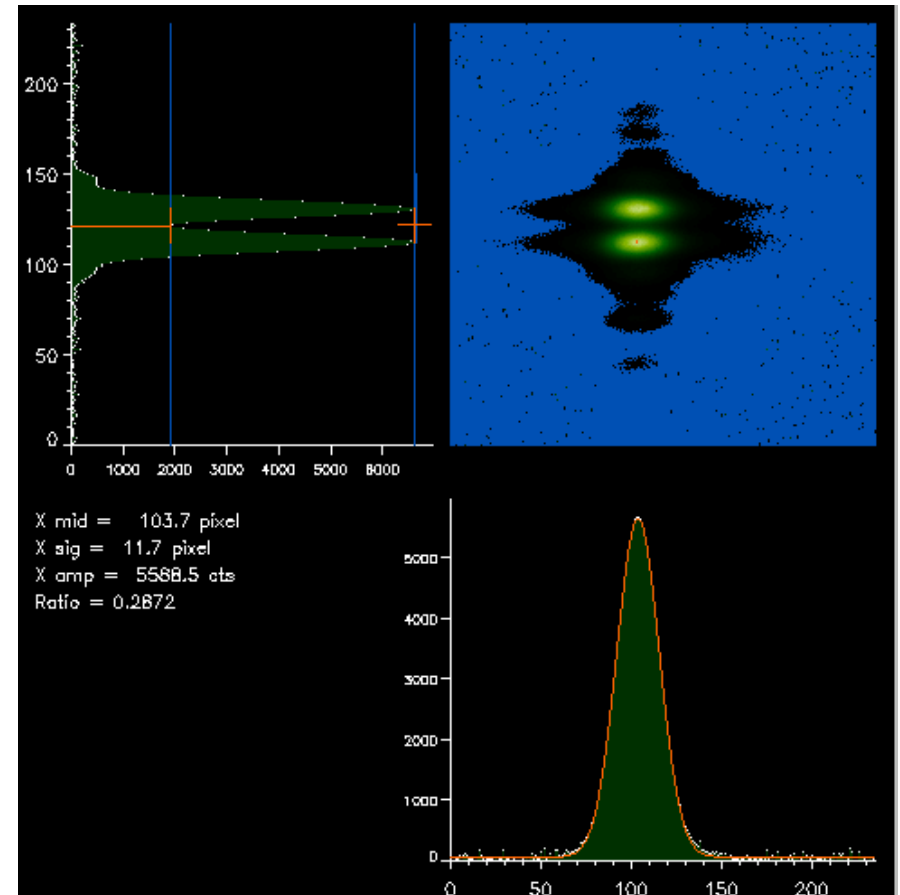 200
150
100
50
0
0 1000 2000 3000 4000 5000 6000
X mid = 103.7 pixel
X sig = 11.7 pixel
X amp = 5588.5 cts
Ratio = 0.2872
5000
4000
3000
2000
1000
0
0 50 100 150 200